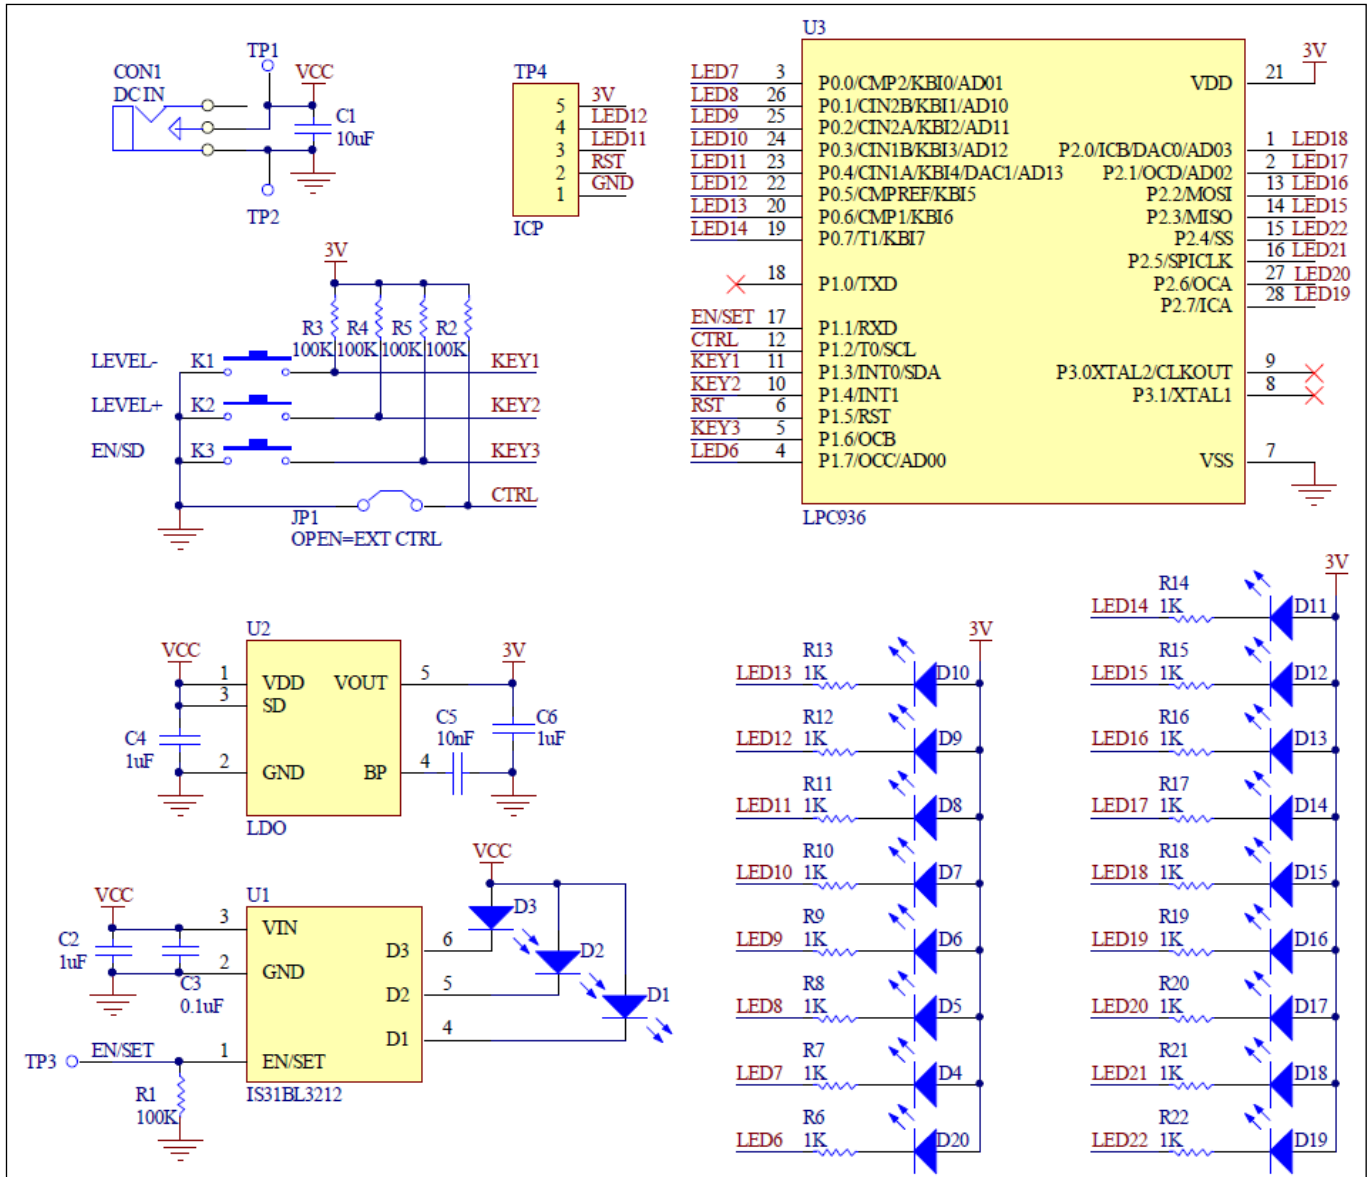 TP1
CON1
DC IN
VCC
C1
10uF
TP2
TP4
5 3V
4 LED12
3 LED11
2 RST
1 GND
ICP
U3
LED7 3 P0.0/CMP2/KBI0/AD01
LED8 26 P0.1/CIN2B/KBI1/AD10
LED9 25 P0.2/CIN2A/KBI2/AD11
LED10 24 P0.3/CIN1B/KBI3/AD12
LED11 23 P0.4/CIN1A/KBI4/DAC1/AD13
LED12 22 P0.5/CMPREF/KBI5
LED13 20 P0.6/CMP1/KBI6
LED14 19 P0.7/T1/KBI7
18 P1.0/TXD
EN/SET 17 P1.1/RXD
CTRL 12 P1.2/T0/SCL
KEY1 11 P1.3/INT0/SDA
KEY2 10 P1.4/INT1
RST 6 P1.5/RST
KEY3 5 P1.6/OCB
LED6 4 P1.7/OCC/AD00
3V
VDD 21
P2.0/ICB/DAC0/AD03 1 LED18
P2.1/OCD/AD02 2 LED17
P2.2/MOSI 13 LED16
P2.3/MISO 14 LED15
P2.4/SS 15 LED22
P2.5/SPICLK 16 LED21
P2.6/OCA 27 LED20
P2.7/ICA 28 LED19
P3.0XTAL2/CLKOUT 9
P3.1/XTAL1 8
VSS 7
LPC936
3V
R3 R4 R5 R2
100K 100K 100K 100K
LEVEL- K1 KEY1
LEVEL+ K2 KEY2
EN/SD K3 KEY3
CTRL
JP1
OPEN=EXT CTRL
U2
VCC
3V
1 VDD VOUT 5
3 SD
C4
1uF
C5
10nF
C6
1uF
2 GND BP 4
LDO
VCC
VCC
U1
3 VIN
C2
1uF
2 GND
C3
0.1uF
D3 6
D2 5
D1 4
D3
D2
D1
TP3 EN/SET 1 EN/SET
IS31BL3212
R1
100K
3V
R13
LED13 1K D10
R12
LED12 1K D9
R11
LED11 1K D8
R10
LED10 1K D7
R9
LED9 1K D6
R8
LED8 1K D5
R7
LED7 1K D4
R6
LED6 1K D20
3V
R14
LED14 1K D11
R15
LED15 1K D12
R16
LED16 1K D13
R17
LED17 1K D14
R18
LED18 1K D15
R19
LED19 1K D16
R20
LED20 1K D17
R21
LED21 1K D18
R22
LED22 1K D19